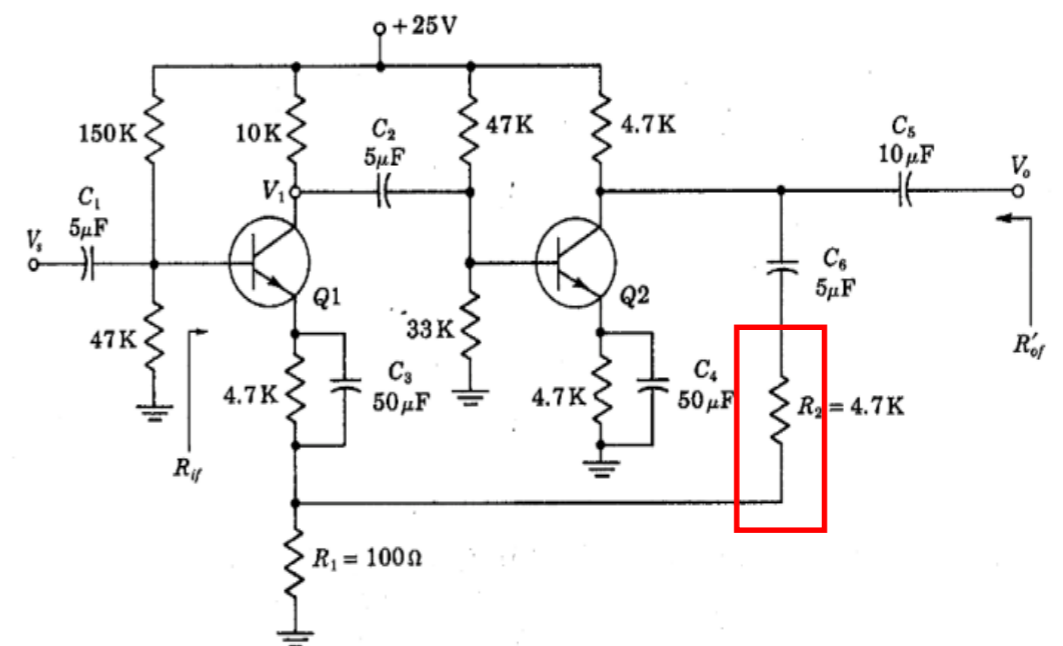 +25V
150K
10K
C₂
5μF
47K
4.7K
C₅
10μF
V₀
V₁
C₁
5μF
Vₛ
Q1
Q2
C₆
5μF
47K
33K
R′of
4.7K
C₃
50μF
4.7K
C₄
50μF
R₂ = 4.7K
Rif
R₁ = 100Ω